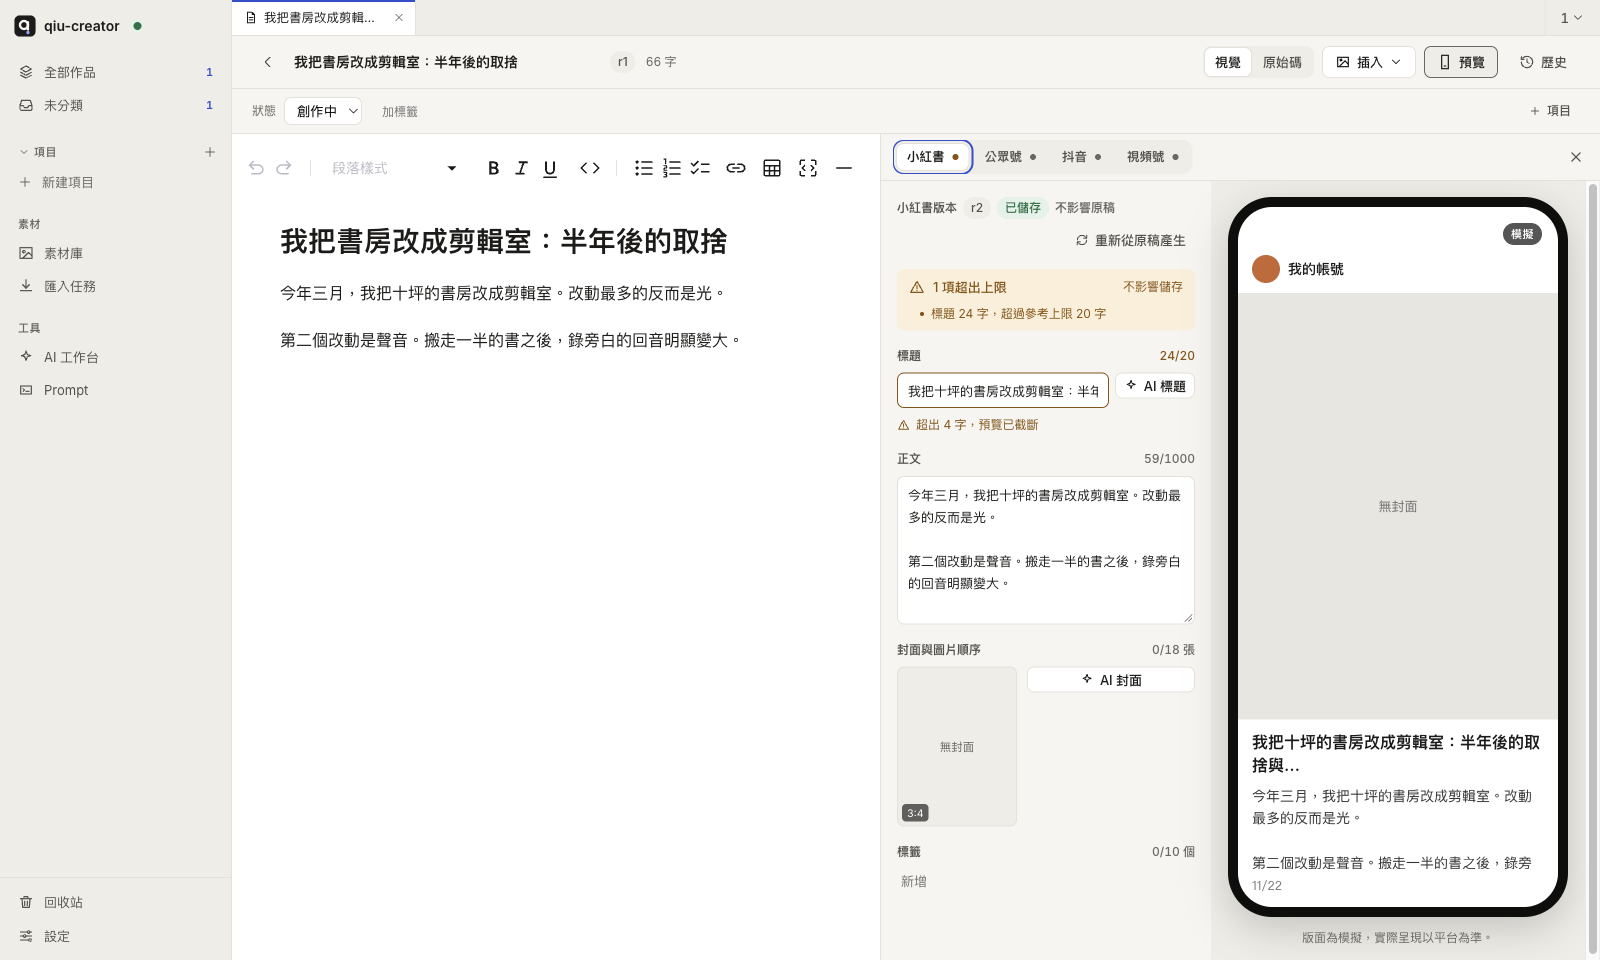 qiu-creator
全部作品 1
未分類 1
項目
新建項目
素材
素材庫
匯入任務
工具
AI 工作台
Prompt
回收站
設定
我把書房改成剪輯...
1
我把書房改成剪輯室：半年後的取捨
r1 66 字
視覺 原始碼 插入 預覽 歷史
狀態 創作中 加標籤
項目
段落樣式
B I U
我把書房改成剪輯室：半年後的取捨
今年三月，我把十坪的書房改成剪輯室。改動最多的反而是光。
第二個改動是聲音。搬走一半的書之後，錄旁白的回音明顯變大。
小紅書 公眾號 抖音 視頻號
小紅書版本 r2 已儲存 不影響原稿
重新從原稿產生
1 項超出上限 不影響儲存
標題 24 字，超過參考上限 20 字
標題 24/20
我把十坪的書房改成剪輯室：半年
AI 標題
超出 4 字，預覽已截斷
正文 59/1000
今年三月，我把十坪的書房改成剪輯室。改動最
多的反而是光。
第二個改動是聲音。搬走一半的書之後，錄旁白
的回音明顯變大。
封面與圖片順序 0/18 張
無封面
3:4
AI 封面
標籤 0/10 個
新增
模擬
我的帳號
無封面
我把十坪的書房改成剪輯室：半年後的取
捨與...
今年三月，我把十坪的書房改成剪輯室。改動
最多的反而是光。
第二個改動是聲音。搬走一半的書之後，錄旁
11/22
版面為模擬，實際呈現以平台為準。